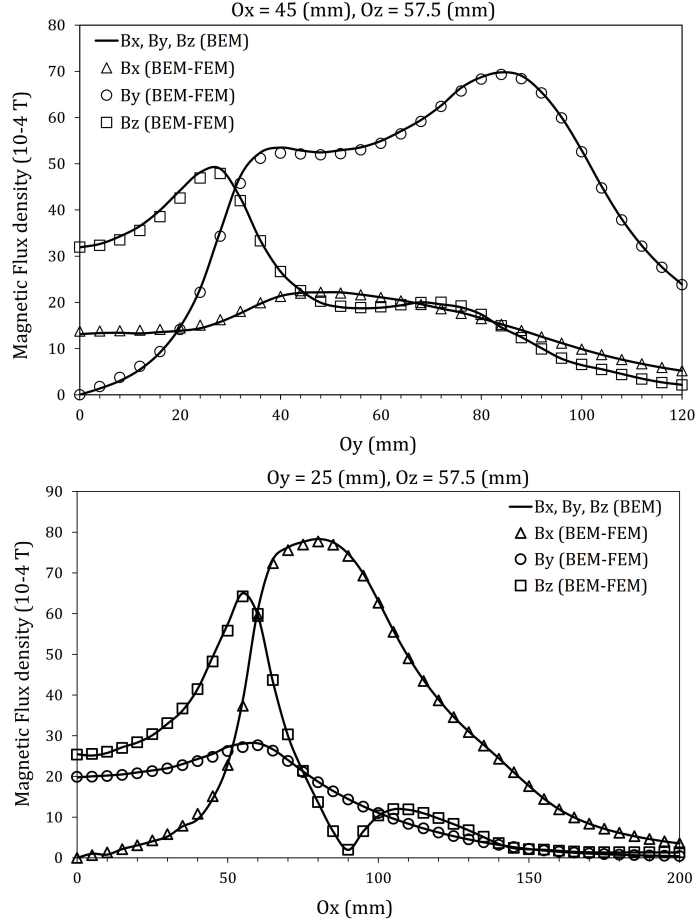 Ox = 45 (mm), Oz = 57.5 (mm)
80
70
60
50
40
30
20
10
0
Magnetic Flux density (10-4 T)
Bx, By, Bz (BEM)
Bx (BEM-FEM)
By (BEM-FEM)
Bz (BEM-FEM)
0 20 40 60 80 100 120
Oy (mm)
Oy = 25 (mm), Oz = 57.5 (mm)
90
80
70
60
50
40
30
20
10
0
Magnetic Flux density (10-4 T)
Bx, By, Bz (BEM)
Bx (BEM-FEM)
By (BEM-FEM)
Bz (BEM-FEM)
0 50 100 150 200
Ox (mm)